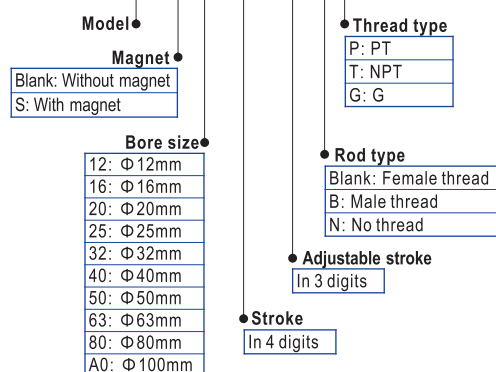 Model
Magnet
Blank: Without magnet
S: With magnet
Bore size
12: Φ12mm
16: Φ16mm
20: Φ20mm
25: Φ25mm
32: Φ32mm
40: Φ40mm
50: Φ50mm
63: Φ63mm
80: Φ80mm
A0: Φ100mm
Stroke
In 4 digits
Adjustable stroke
In 3 digits
Rod type
Blank: Female thread
B: Male thread
N: No thread
Thread type
P: PT
T: NPT
G: G